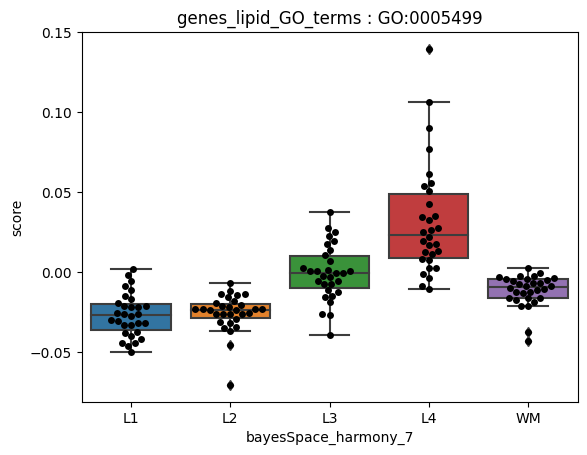 genes_lipid_GO_terms : GO:0005499
0.15
0.10
0.05
0.00
−0.05
score
L1 L2 L3 L4 WM
bayesSpace_harmony_7